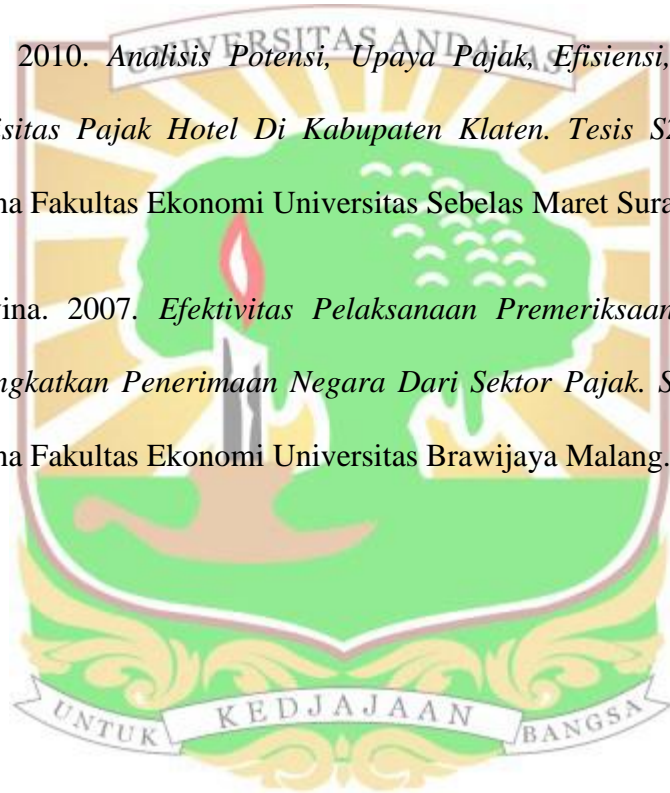 UNIVERSITAS ANDALAS
2010. Analisis Potensi, Upaya Pajak, Efisiensi,
sitas Pajak Hotel Di Kabupaten Klaten. Tesis S
na Fakultas Ekonomi Universitas Sebelas Maret Sura
ina. 2007. Efektivitas Pelaksanaan Premeriksaan
ngkatkan Penerimaan Negara Dari Sektor Pajak. S
na Fakultas Ekonomi Universitas Brawijaya Malang.
UNTUK KEDJAJAAN BANGSA